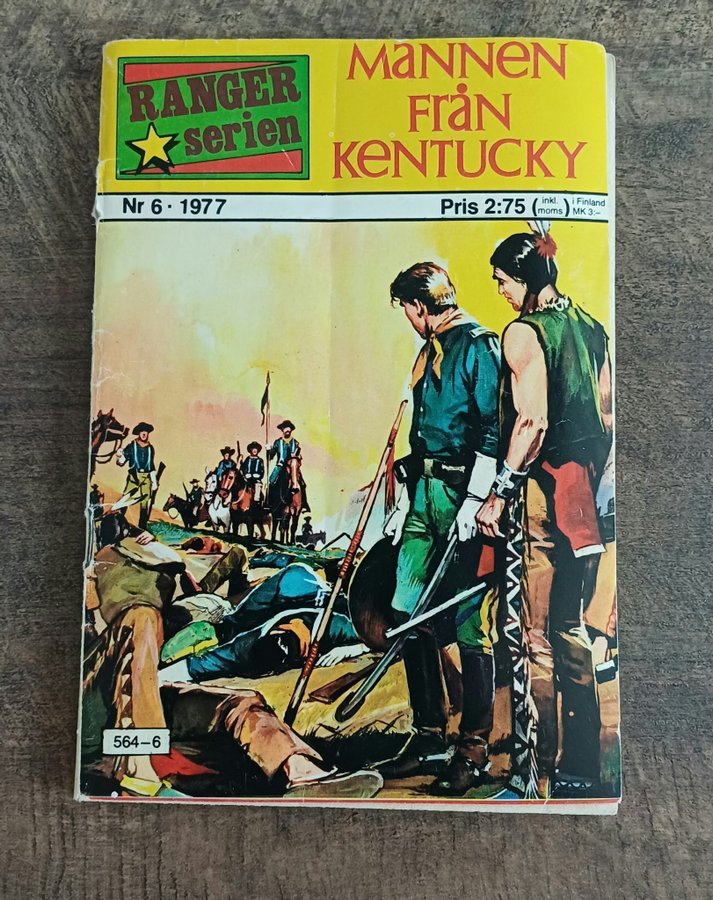 RANGER
serien
MaNNeN
FråN
KeNTUCKY
Nr 6 · 1977
Pris 2:75 (inkl. moms) i Finland MK 3:–
564–6